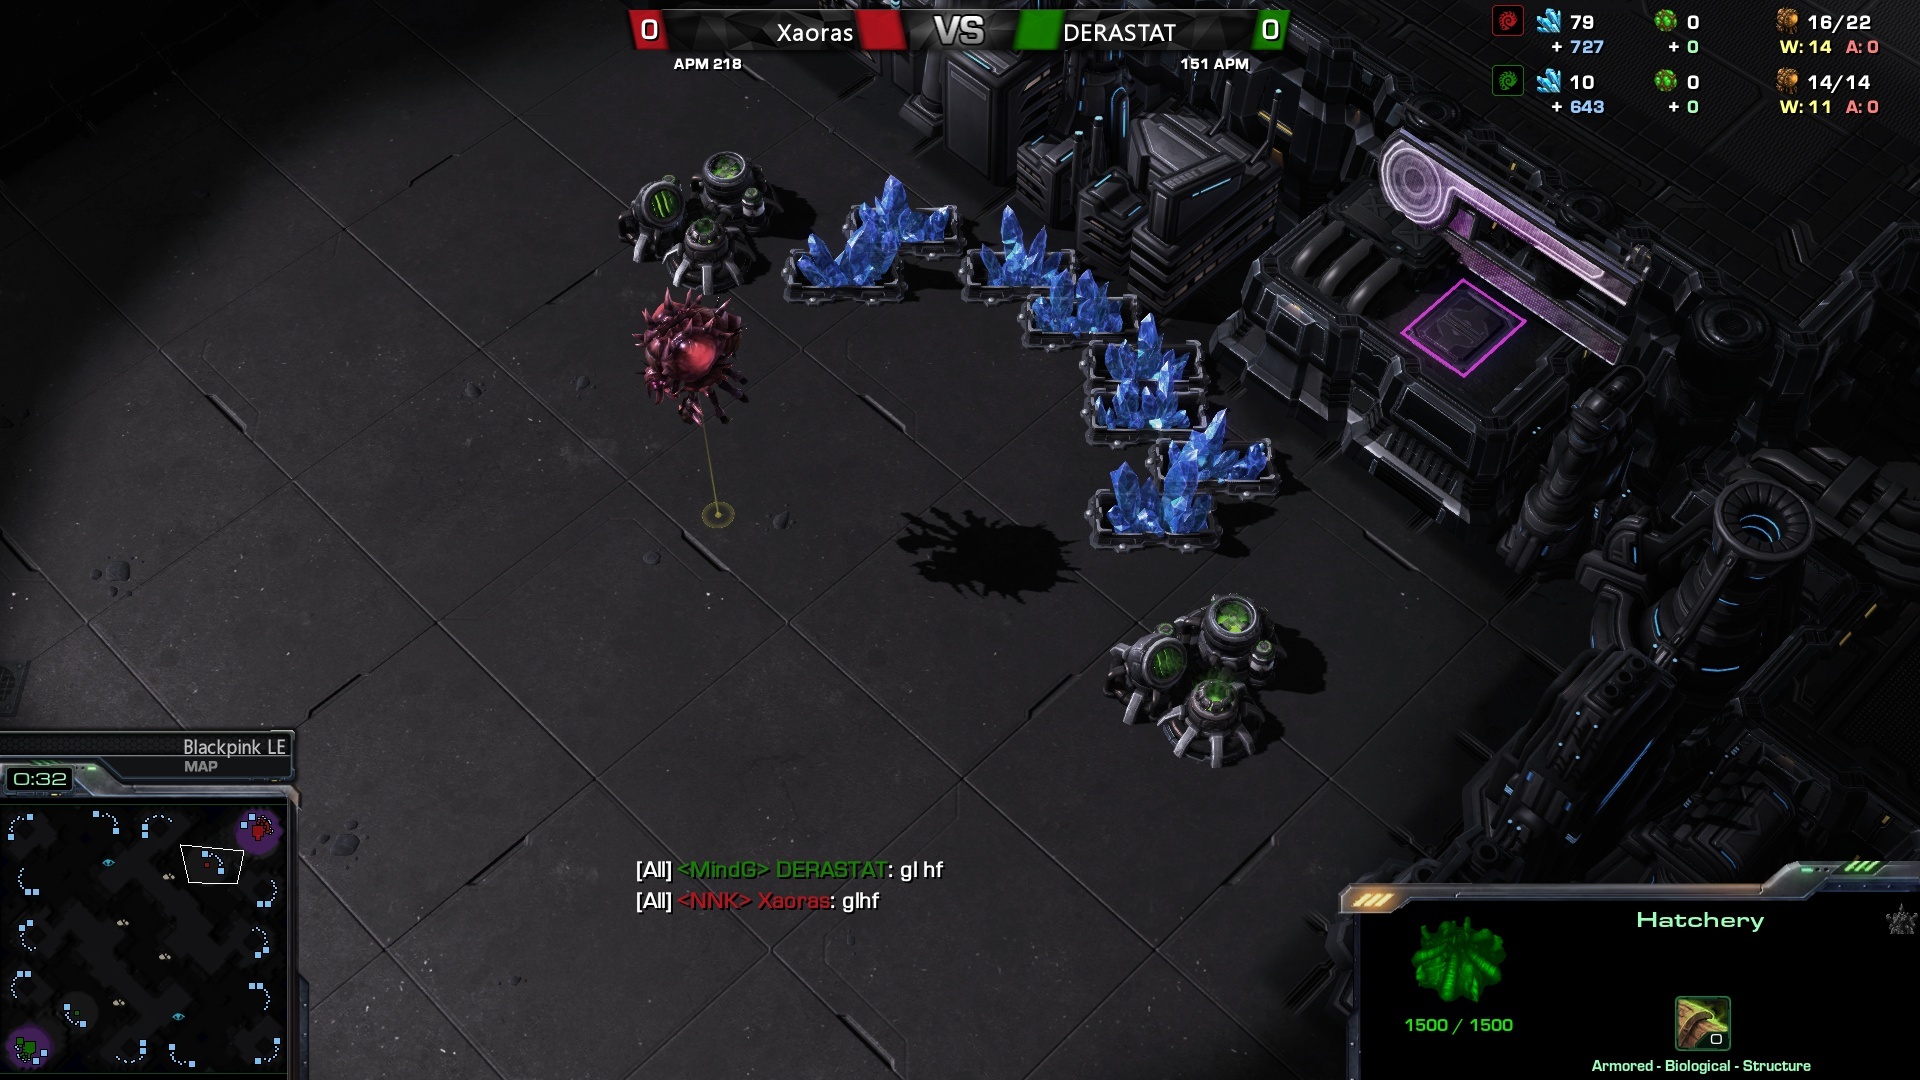 0 Xaoras VS DERASTAT 0
APM 218 151 APM
79 0 16/22
+ 727 + 0 W: 14 A: 0
10 0 14/14
+ 643 + 0 W: 11 A: 0
Blackpink LE
MAP
0:32
[All] <MindG> DERASTAT: gl hf
[All] <NNK> Xaoras: glhf
Hatchery
1500 / 1500
0
Armored - Biological - Structure